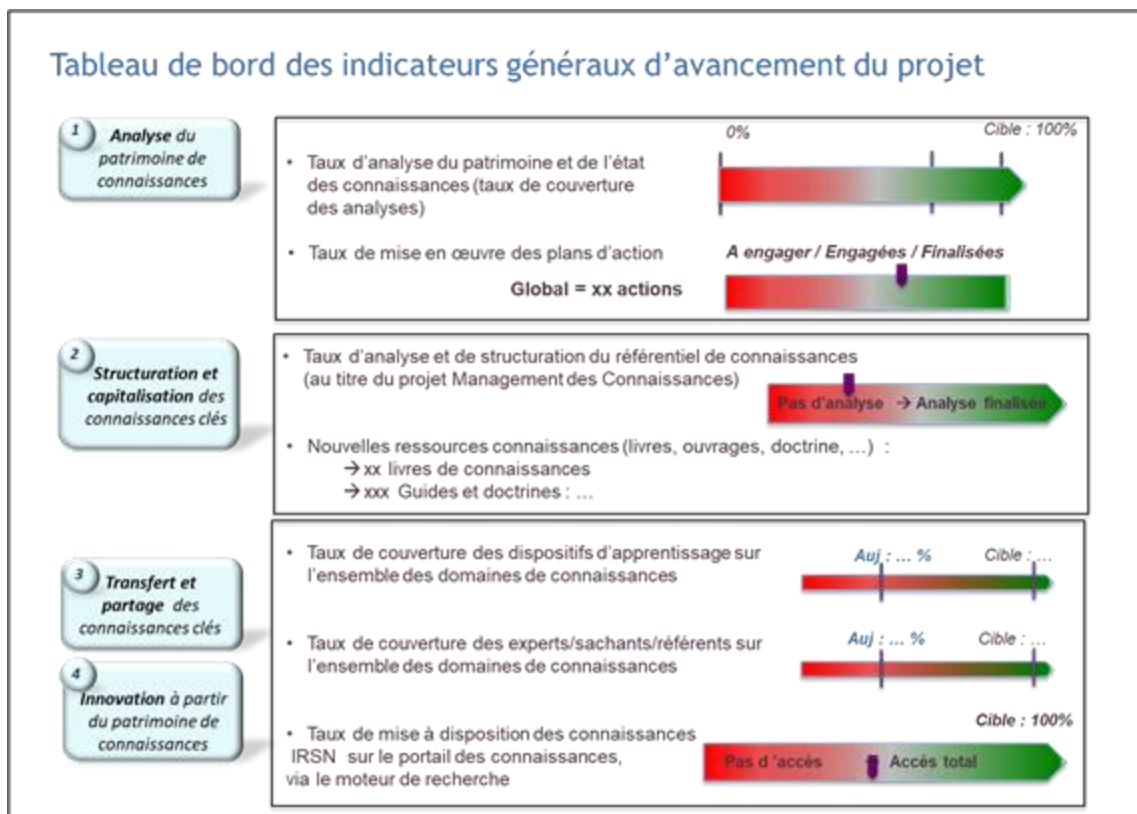 Tableau de bord des indicateurs généraux d'avancement du projet
1
Analyse du
patrimoine de
connaissances
0%
Cible : 100%
• Taux d'analyse du patrimoine et de l'état
des connaissances (taux de couverture
des analyses)
• Taux de mise en œuvre des plans d'action
A engager / Engagées / Finalisées
Global = xx actions
2
Structuration et
capitalisation des
connaissances clés
• Taux d'analyse et de structuration du référentiel de connaissances
(au titre du projet Management des Connaissances)
Pas d'analyse → Analyse finalisée
• Nouvelles ressources connaissances (livres, ouvrages, doctrine, ...) :
→ xx livres de connaissances
→ xxx Guides et doctrines : ...
3
Transfert et
partage des
connaissances clés
• Taux de couverture des dispositifs d'apprentissage sur
l'ensemble des domaines de connaissances
Auj : ... %
Cible : ...
• Taux de couverture des experts/sachants/référents sur
l'ensemble des domaines de connaissances
Auj : ... %
Cible : ...
4
Innovation à partir
du patrimoine de
connaissances
• Taux de mise à disposition des connaissances
IRSN sur le portail des connaissances,
via le moteur de recherche
Cible : 100%
Pas d 'accès
Accès total